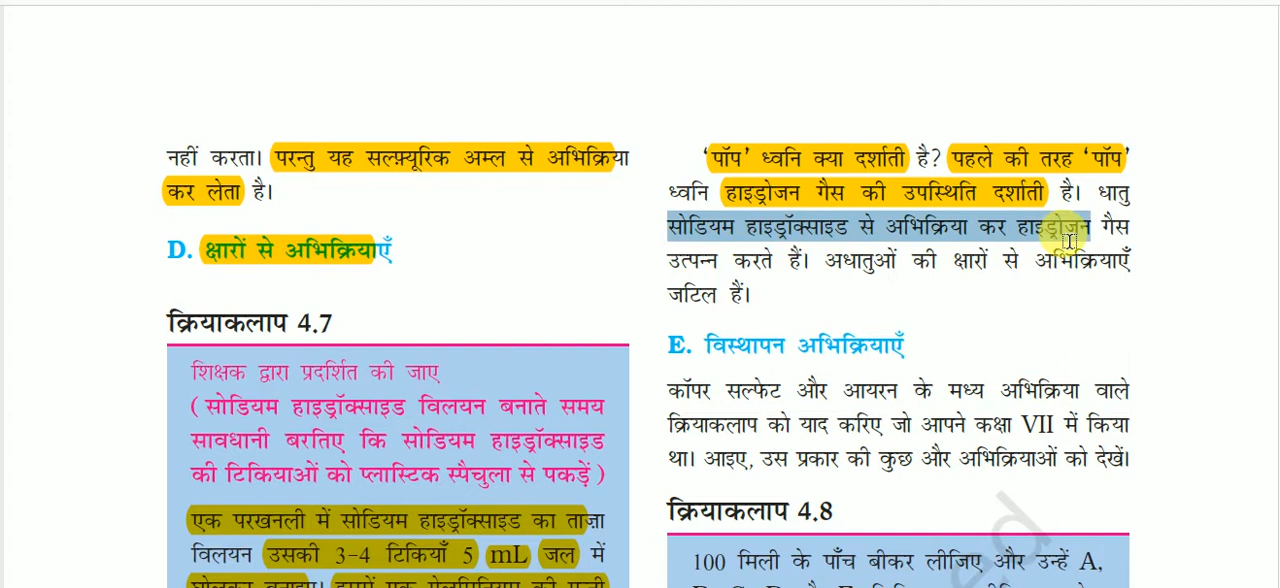 नहीं करता। परन्तु यह सल्फ़्यूरिक अम्ल से अभिक्रिया
कर लेता है।
D. क्षारों से अभिक्रियाएँ
क्रियाकलाप 4.7
शिक्षक द्वारा प्रदर्शित की जाए
( सोडियम हाइड्रॉक्साइड विलयन बनाते समय
सावधानी बरतिए कि सोडियम हाइड्रॉक्साइड
की टिकियाओं को प्लास्टिक स्पैचुला से पकड़ें )
एक परखनली में सोडियम हाइड्रॉक्साइड का ताज़ा
विलयन उसकी 3-4 टिकियाँ 5 mL जल में
‘पॉप’ ध्वनि क्या दर्शाती है? पहले की तरह ‘पॉप’
ध्वनि हाइड्रोजन गैस की उपस्थिति दर्शाती है। धातु
सोडियम हाइड्रॉक्साइड से अभिक्रिया कर हाइड्रोजन गैस
उत्पन्न करते हैं। अधातुओं की क्षारों से अभिक्रियाएँ
जटिल हैं।
E. विस्थापन अभिक्रियाएँ
कॉपर सल्फेट और आयरन के मध्य अभिक्रिया वाले
क्रियाकलाप को याद करिए जो आपने कक्षा VII में किया
था। आइए, उस प्रकार की कुछ और अभिक्रियाओं को देखें।
क्रियाकलाप 4.8
100 मिली के पाँच बीकर लीजिए और उन्हें A,